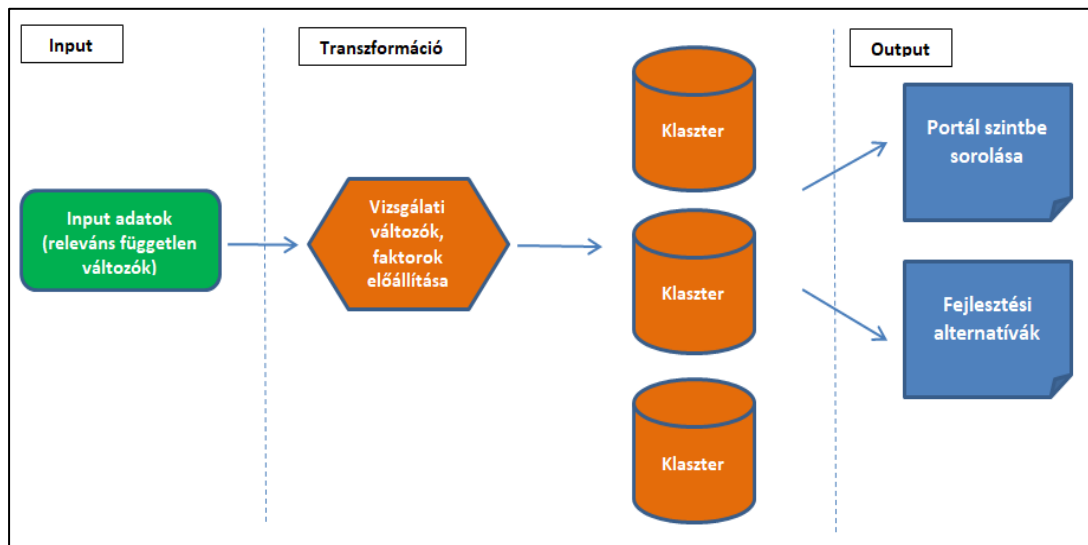 Input
Transzformáció
Output
Input adatok
(releváns független
változók)
Vizsgálati
változók,
faktorok
előállítása
Klaszter
Klaszter
Klaszter
Portál szintbe
sorolása
Fejlesztési
alternatívák